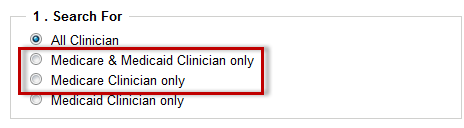 1 . Search For
All Clinician
Medicare & Medicaid Clinician only
Medicare Clinician only
Medicaid Clinician only